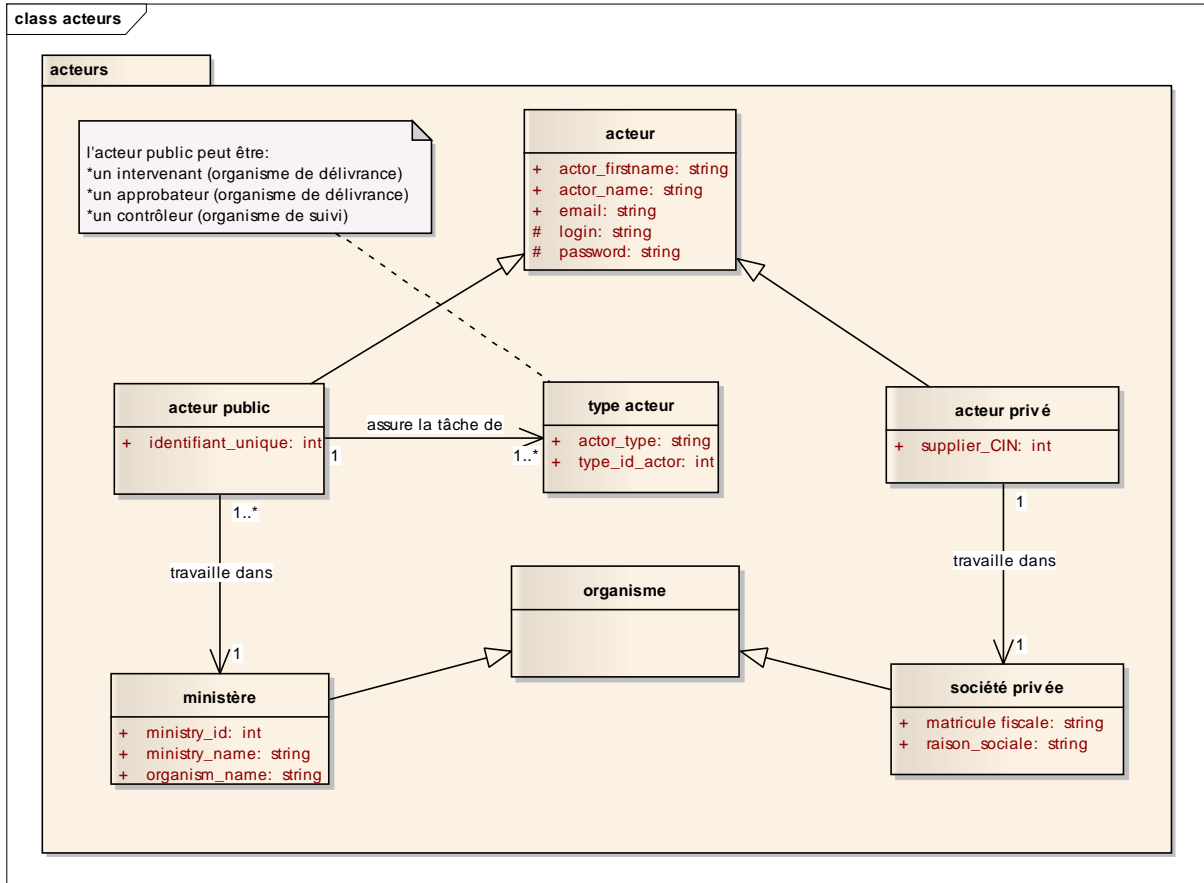 class acteurs
acteurs
l'acteur public peut être:
*un intervenant (organisme de délivrance)
*un approbateur (organisme de délivrance)
*un contrôleur (organisme de suivi)
acteur
+ actor_firstname: string
+ actor_name: string
+ email: string
# login: string
# password: string
acteur public
+ identifiant_unique: int
assure la tâche de
1
1..*
type acteur
+ actor_type: string
+ type_id_actor: int
acteur privé
+ supplier_CIN: int
1..*
travaille dans
1
1
travaille dans
1
organisme
ministère
+ ministry_id: int
+ ministry_name: string
+ organism_name: string
société privée
+ matricule fiscale: string
+ raison_sociale: string